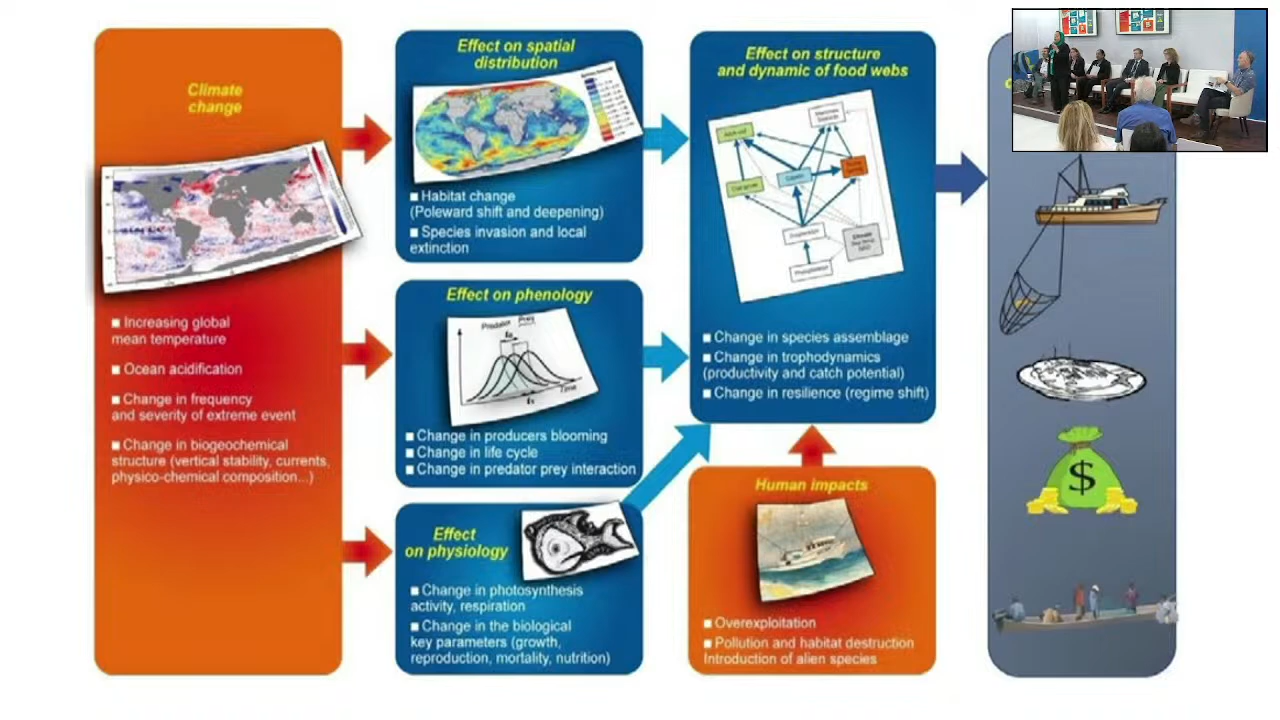 Climate
change
■ Increasing global
mean temperature
■ Ocean acidification
■ Change in frequency
and severity of extreme event
■ Change in biogeochemical
structure (vertical stability, currents,
physico-chemical composition...)
Effect on spatial
distribution
■ Habitat change
(Poleward shift and deepening)
■ Species invasion and local
extinction
Effect on phenology
Predator Prey
Time
■ Change in producers blooming
■ Change in life cycle
■ Change in predator prey interaction
Effect
on physiology
■ Change in photosynthesis
activity, respiration
■ Change in the biological
key parameters (growth,
reproduction, mortality, nutrition)
Effect on structure
and dynamic of food webs
■ Change in species assemblage
■ Change in trophodynamics
(productivity and catch potential)
■ Change in resilience (regime shift)
Human impacts
■ Overexploitation
■ Pollution and habitat destruction
Introduction of alien species
$